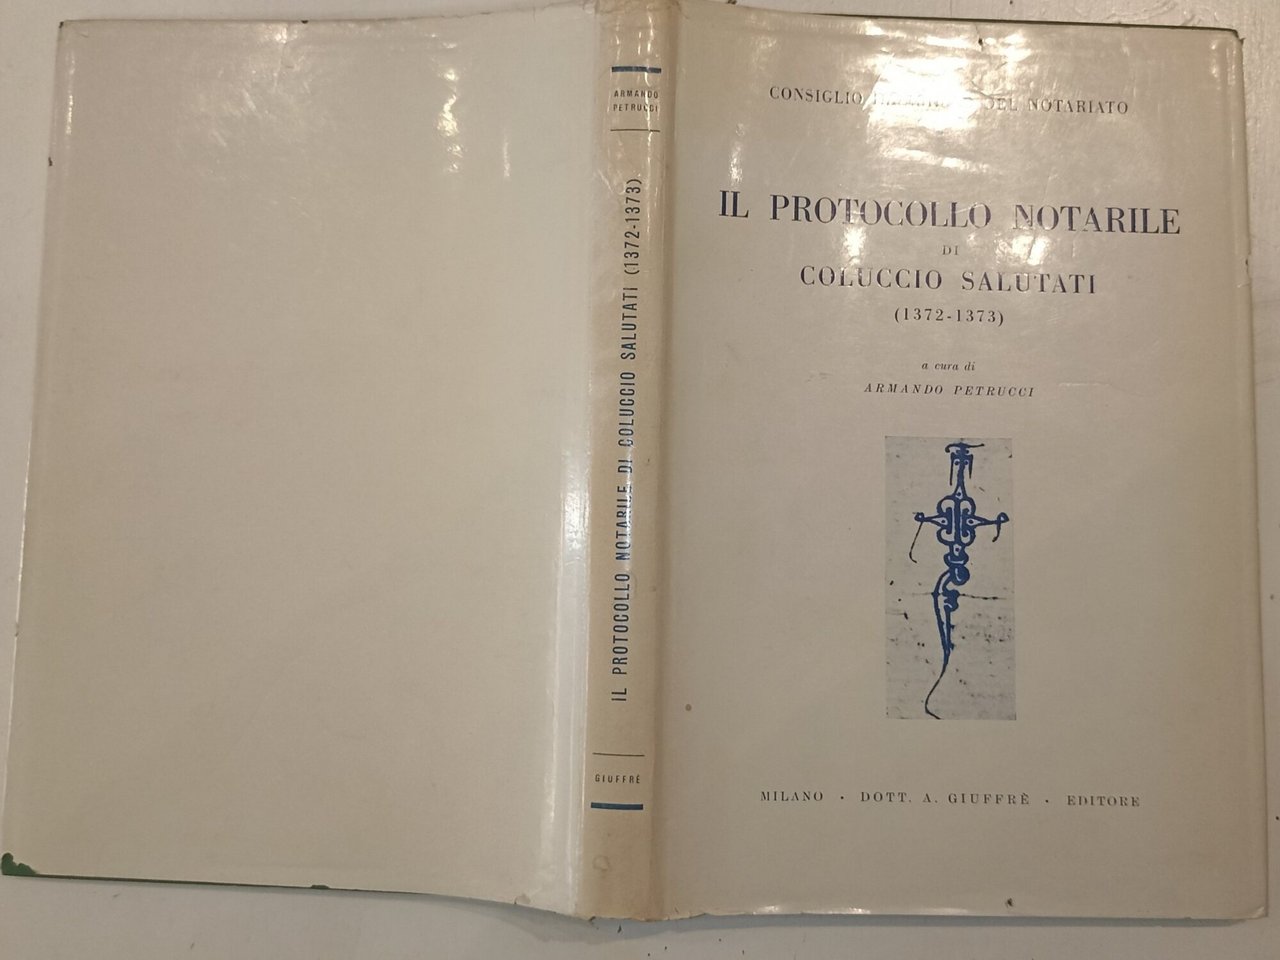 ARMANDO
PETRUCCI
IL PROTOCOLLO NOTARILE DI COLUCCIO SALUTATI (1372-1373)
GIUFFRÈ
CONSIGLIO DEL NOTARIATO
IL PROTOCOLLO NOTARILE
DI
COLUCCIO SALUTATI
(1372-1373)
a cura di
ARMANDO PETRUCCI
MILANO · DOTT. A. GIUFFRÈ · EDITORE